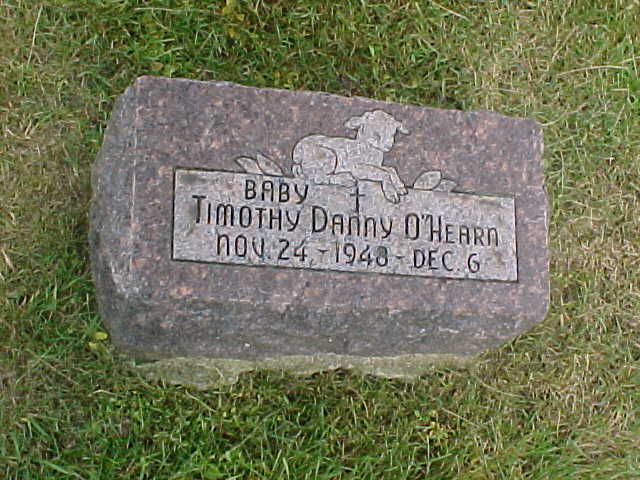 BABY
TIMOTHY DANNY O'HEARN
NOV. 24 - 1948 - DEC. 6